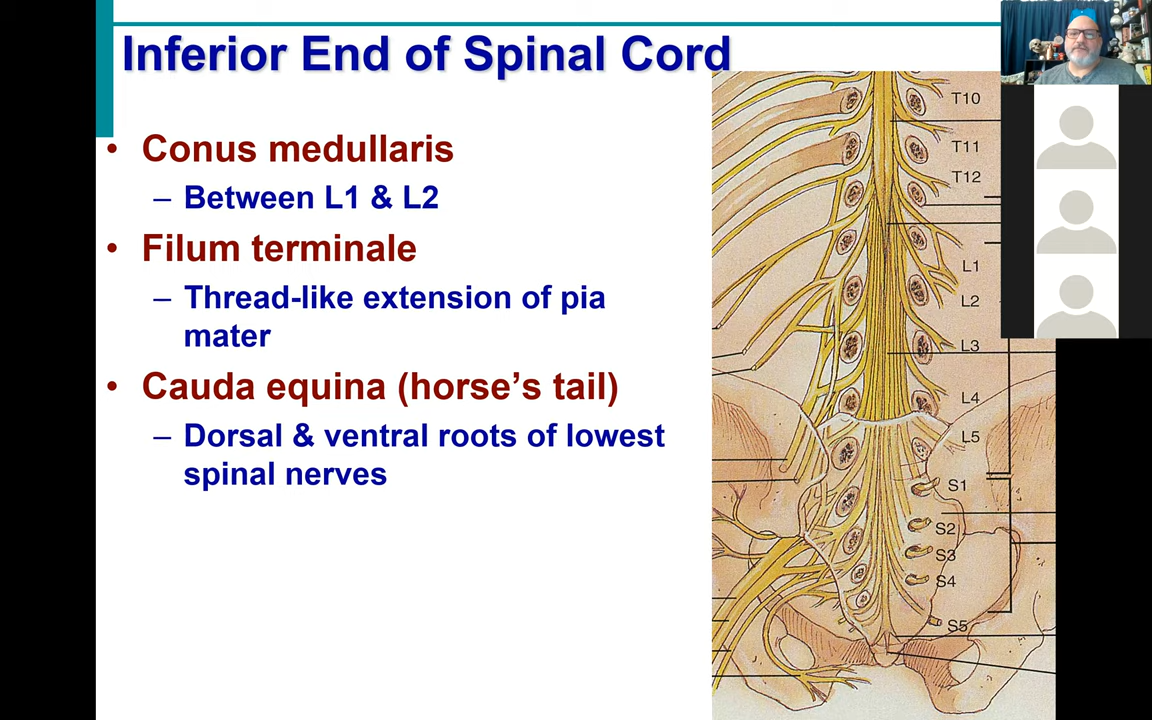 Inferior End of Spinal Cord
• Conus medullaris
– Between L1 & L2
• Filum terminale
– Thread-like extension of pia
mater
• Cauda equina (horse’s tail)
– Dorsal & ventral roots of lowest
spinal nerves
T10
T11
T12
L1
L2
L3
L4
L5
S1
S2
S3
S4
S5